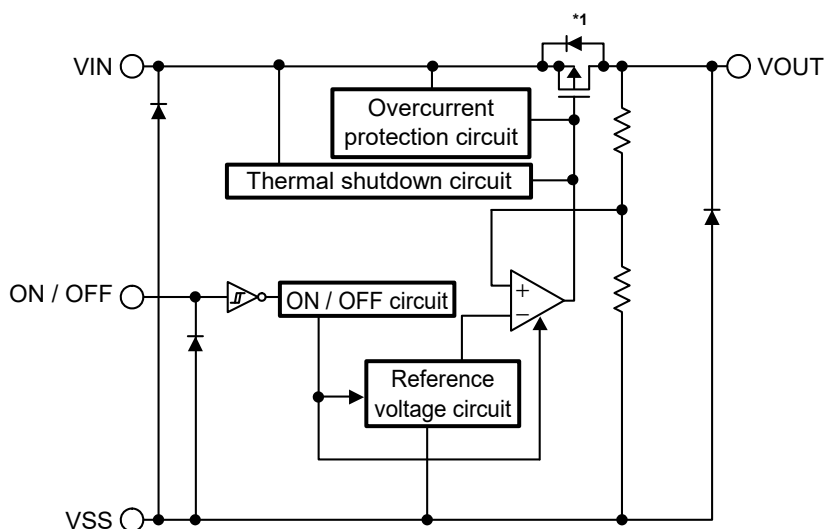 *1
VIN
VOUT
Overcurrent
protection circuit
Thermal shutdown circuit
ON / OFF
ON / OFF circuit
+
−
Reference
voltage circuit
VSS